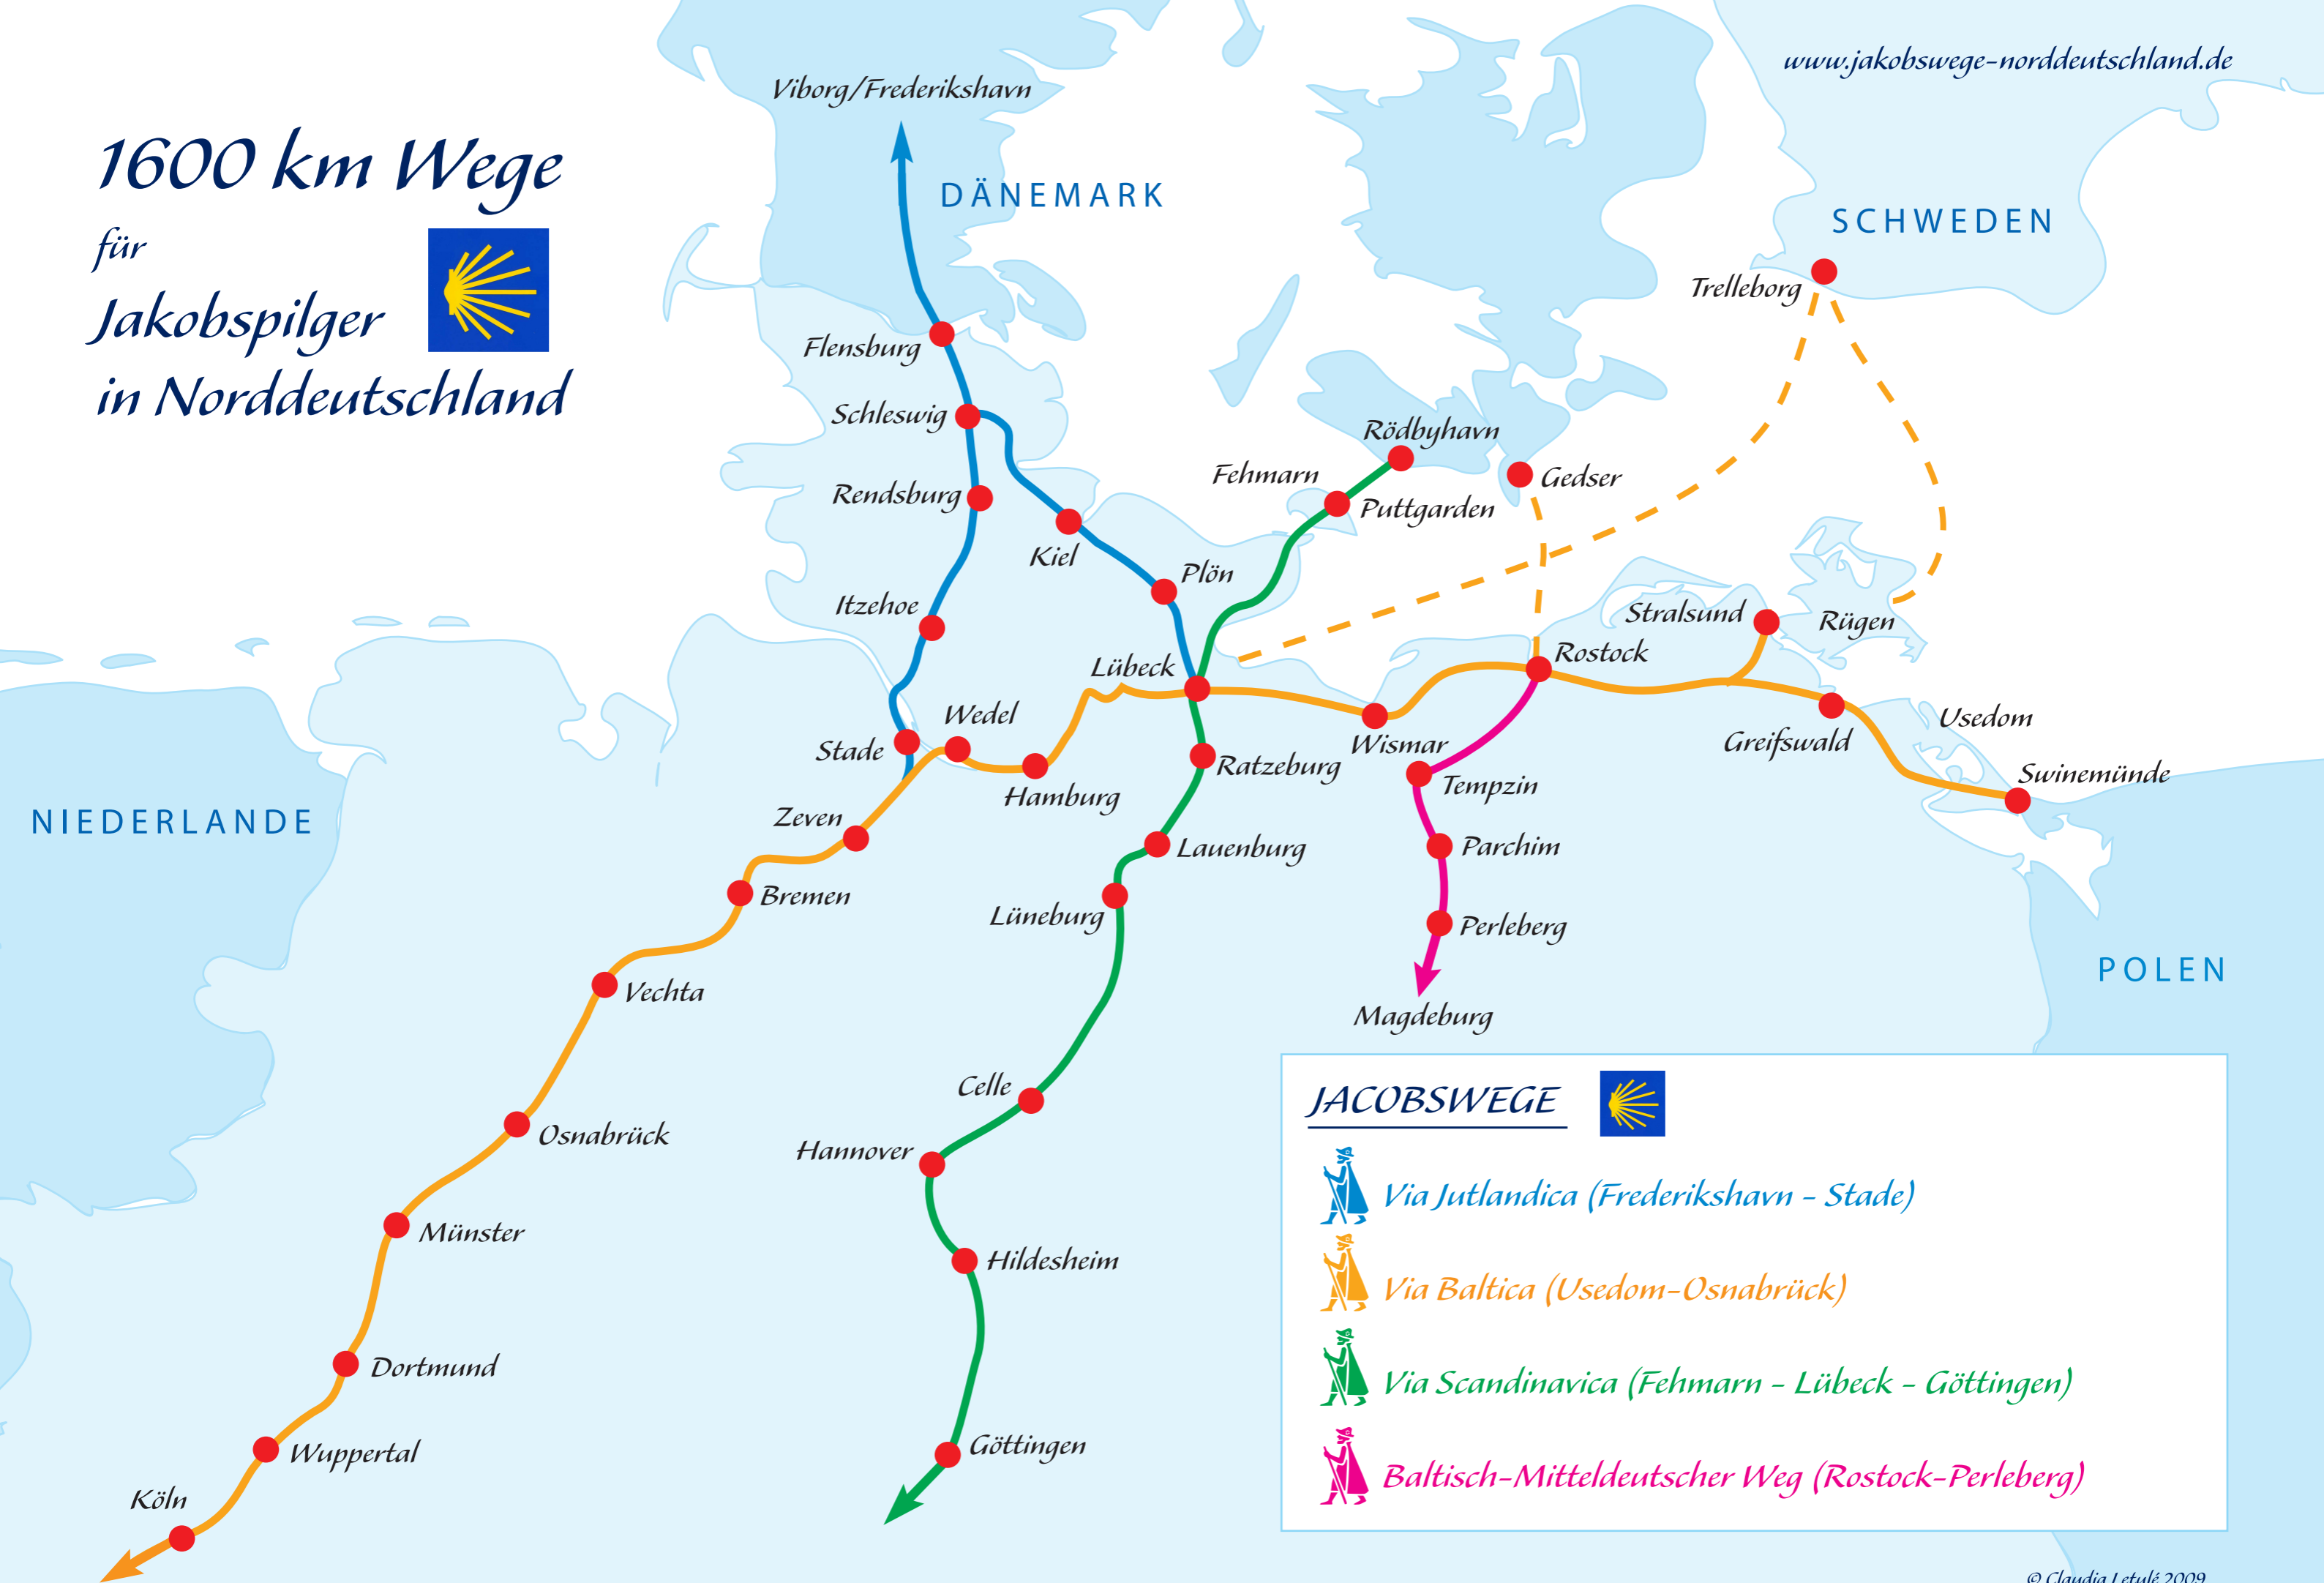 www.jakobswege-norddeutschland.de
1600 km Wege
für
Jakobspilger
in Norddeutschland
Viborg/Frederikshavn
DÄNEMARK
SCHWEDEN
Trelleborg
Flensburg
Schleswig
Rödbyhavn
Fehmarn
Gedser
Rendsburg
Puttgarden
Kiel
Plön
Itzehoe
Stralsund
Rügen
Lübeck
Rostock
Wedel
Usedom
Stade
Wismar
Greifswald
Ratzeburg
Swinemünde
Tempzin
Hamburg
NIEDERLANDE
Zeven
Parchim
Lauenburg
Bremen
Lüneburg
Perleberg
POLEN
Vechta
Magdeburg
Celle
Osnabrück
Hannover
Münster
Hildesheim
Dortmund
Göttingen
Wuppertal
Köln
JACOBSWEGE
Via Jutlandica (Frederikshavn - Stade)
Via Baltica (Usedom-Osnabrück)
Via Scandinavica (Fehmarn - Lübeck - Göttingen)
Baltisch-Mitteldeutscher Weg (Rostock-Perleberg)
© Claudia Letulé 2009